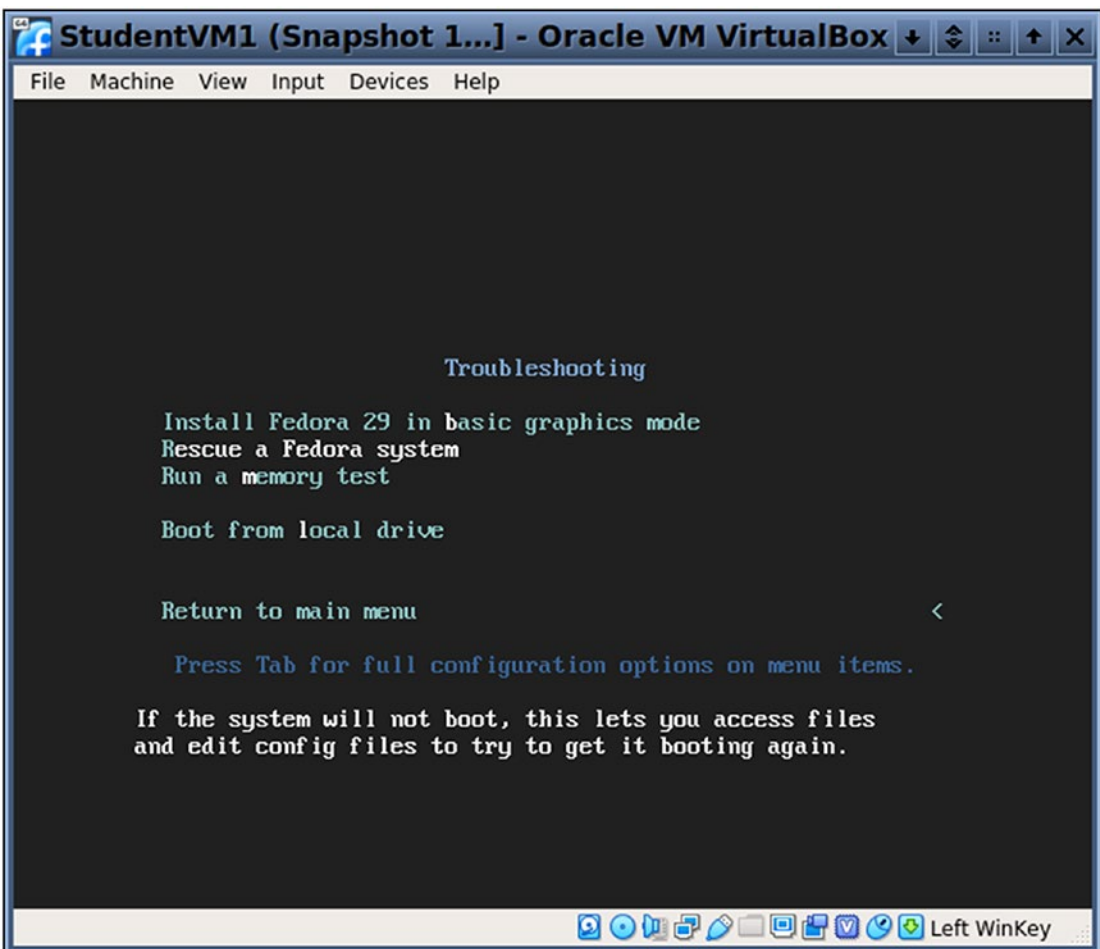 StudentVM1 (Snapshot 1...] - Oracle VM VirtualBox
File Machine View Input Devices Help
Troubleshooting
Install Fedora 29 in basic graphics mode
Rescue a Fedora system
Run a memory test
Boot from local drive
Return to main menu <
Press Tab for full configuration options on menu items.
If the system will not boot, this lets you access files
and edit config files to try to get it booting again.
Left WinKey